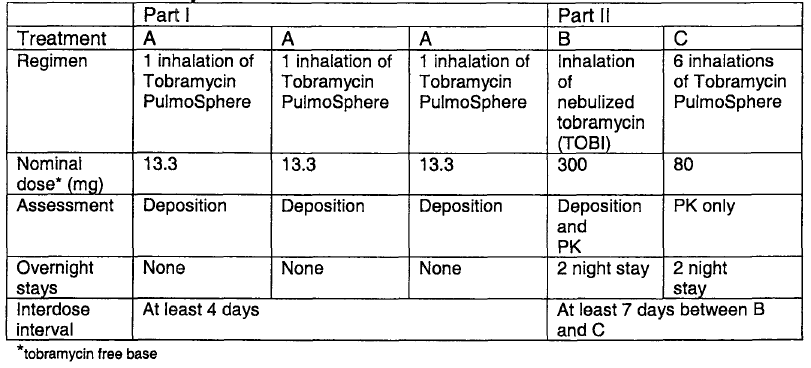 Part I Part II
Treatment A A A B C
Regimen 1 inhalation of 1 inhalation of 1 inhalation of Inhalation 6 inhalations
Tobramycin Tobramycin Tobramycin of of Tobramycin
PulmoSphere PulmoSphere PulmoSphere nebulized PulmoSphere
tobramycin
(TOBI)
Nominal 13.3 13.3 13.3 300 80
dose* (mg)
Assessment Deposition Deposition Deposition Deposition PK only
and
PK
Overnight None None None 2 night stay 2 night
stays stay
Interdose At least 4 days At least 7 days between B
interval and C
*tobramycin free base